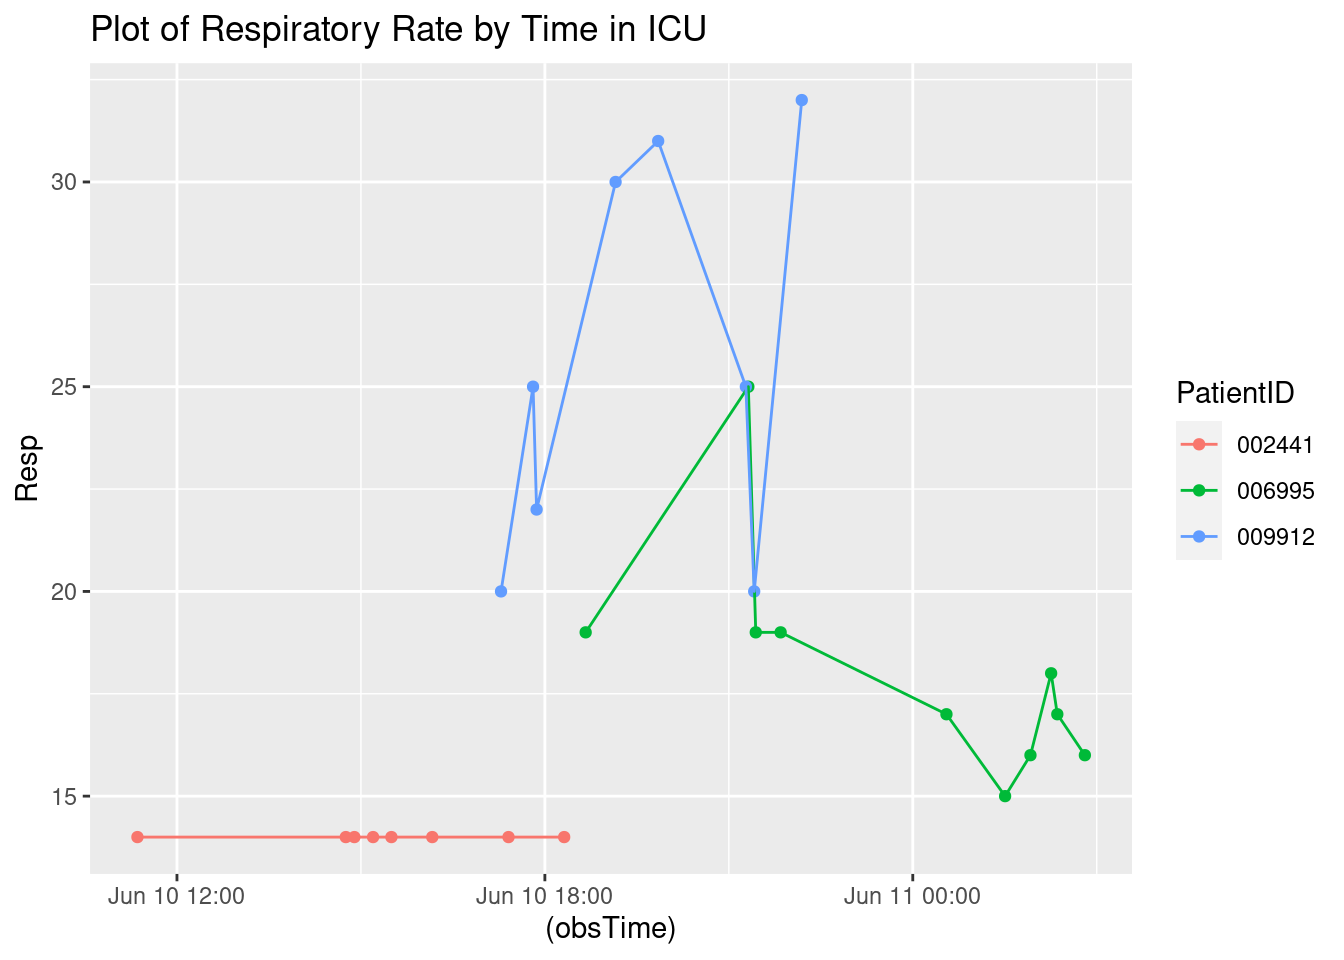 Plot of Respiratory Rate by Time in ICU
30
25
20
15
Resp
Jun 10 12:00
Jun 10 18:00
Jun 11 00:00
(obsTime)
PatientID
002441
006995
009912